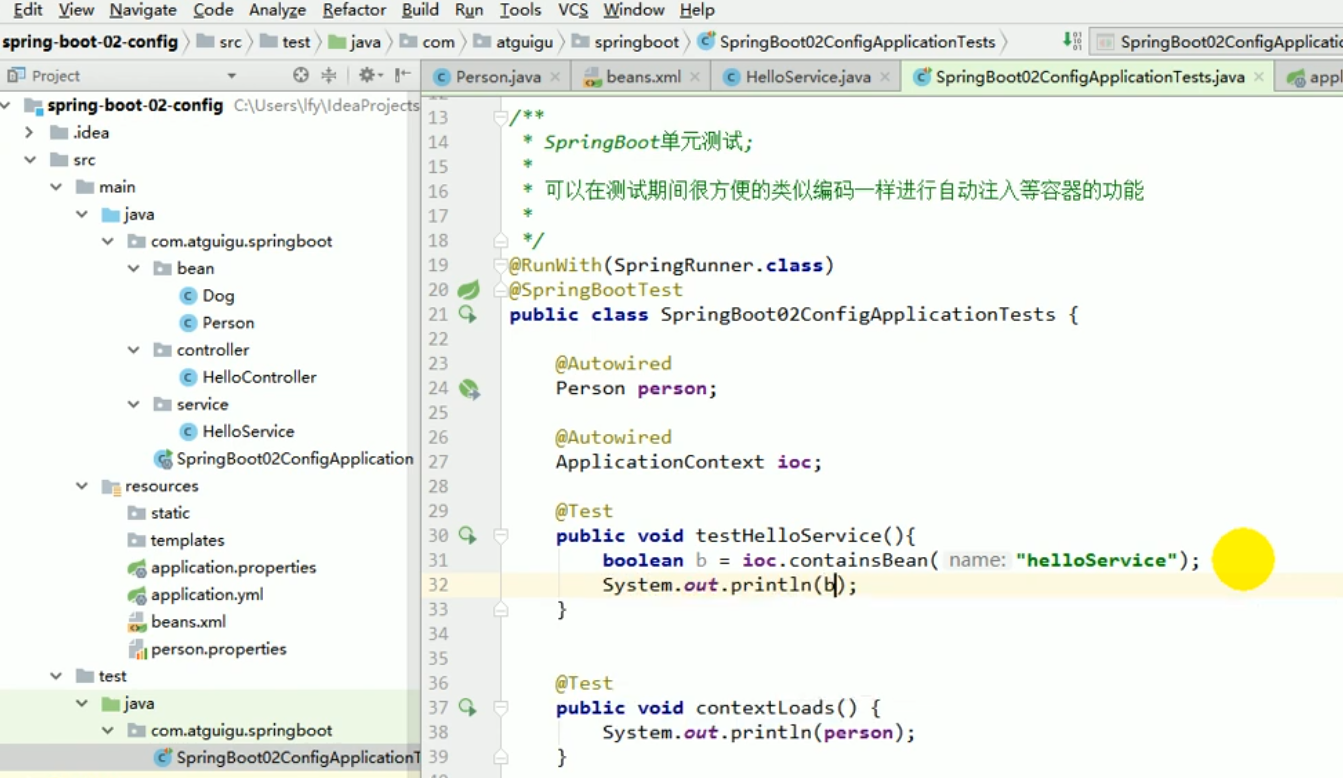 Edit View Navigate Code Analyze Refactor Build Run Tools VCS Window Help
spring-boot-02-config src test java com atguigu springboot SpringBoot02ConfigApplicationTests SpringBoot02ConfigApplicatio
Project Person.java beans.xml HelloService.java SpringBoot02ConfigApplicationTests.java appl
spring-boot-02-config C:\Users\lfy\IdeaProjects
.idea
src
main
java
com.atguigu.springboot
bean
Dog
Person
controller
HelloController
service
HelloService
SpringBoot02ConfigApplication
resources
static
templates
application.properties
application.yml
beans.xml
person.properties
test
java
com.atguigu.springboot
SpringBoot02ConfigApplicationT
13 /**
14 * SpringBoot单元测试;
15 *
16 * 可以在测试期间很方便的类似编码一样进行自动注入等容器的功能
17 *
18 */
19 @RunWith(SpringRunner.class)
20 @SpringBootTest
21 public class SpringBoot02ConfigApplicationTests {
22
23 @Autowired
24 Person person;
25
26 @Autowired
27 ApplicationContext ioc;
28
29 @Test
30 public void testHelloService(){
31 boolean b = ioc.containsBean( name: "helloService");
32 System.out.println(b);
33 }
34
35
36 @Test
37 public void contextLoads() {
38 System.out.println(person);
39 }